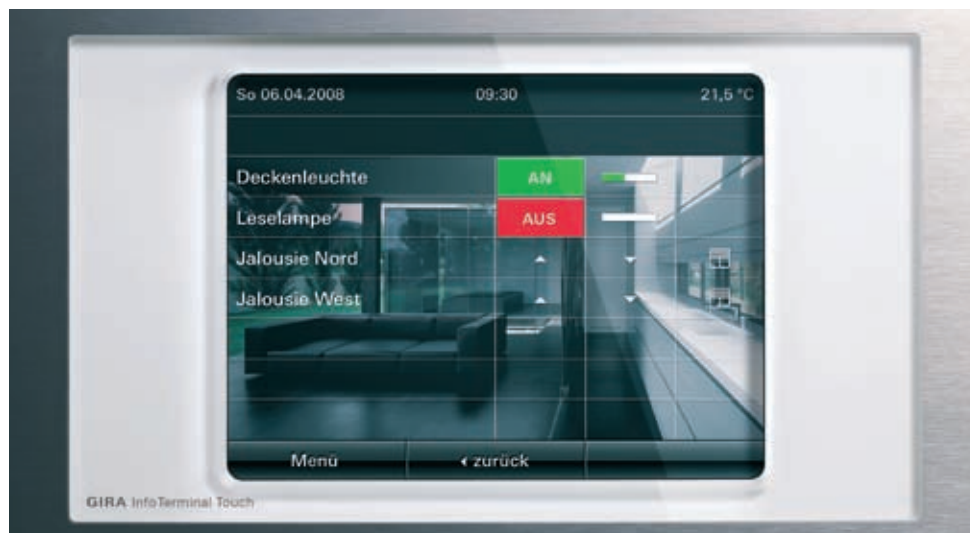 So 06.04.2008 09:30 21,5 °C
Deckenleuchte AN
Leselampe AUS
Jalousie Nord
Jalousie West
Menü zurück
GIRA InfoTerminal Touch